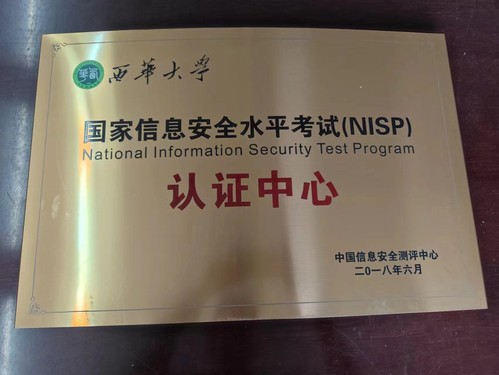 西华大学
国家信息安全水平考试(NISP)
National Information Security Test Program
认证中心
中国信息安全测评中心
二〇一八年六月